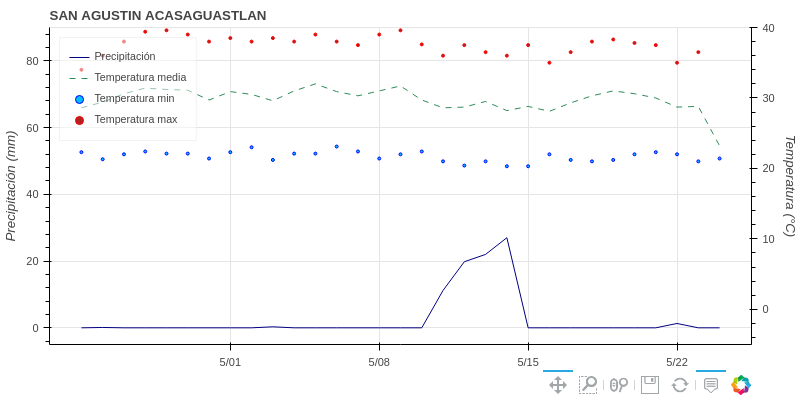 SAN AGUSTIN ACASAGUASTLAN
80
60
40
20
0
Precipitación (mm)
Precipitación
Temperatura media
Temperatura min
Temperatura max
40
30
20
10
0
Temperatura (°C)
5/01
5/08
5/15
5/22